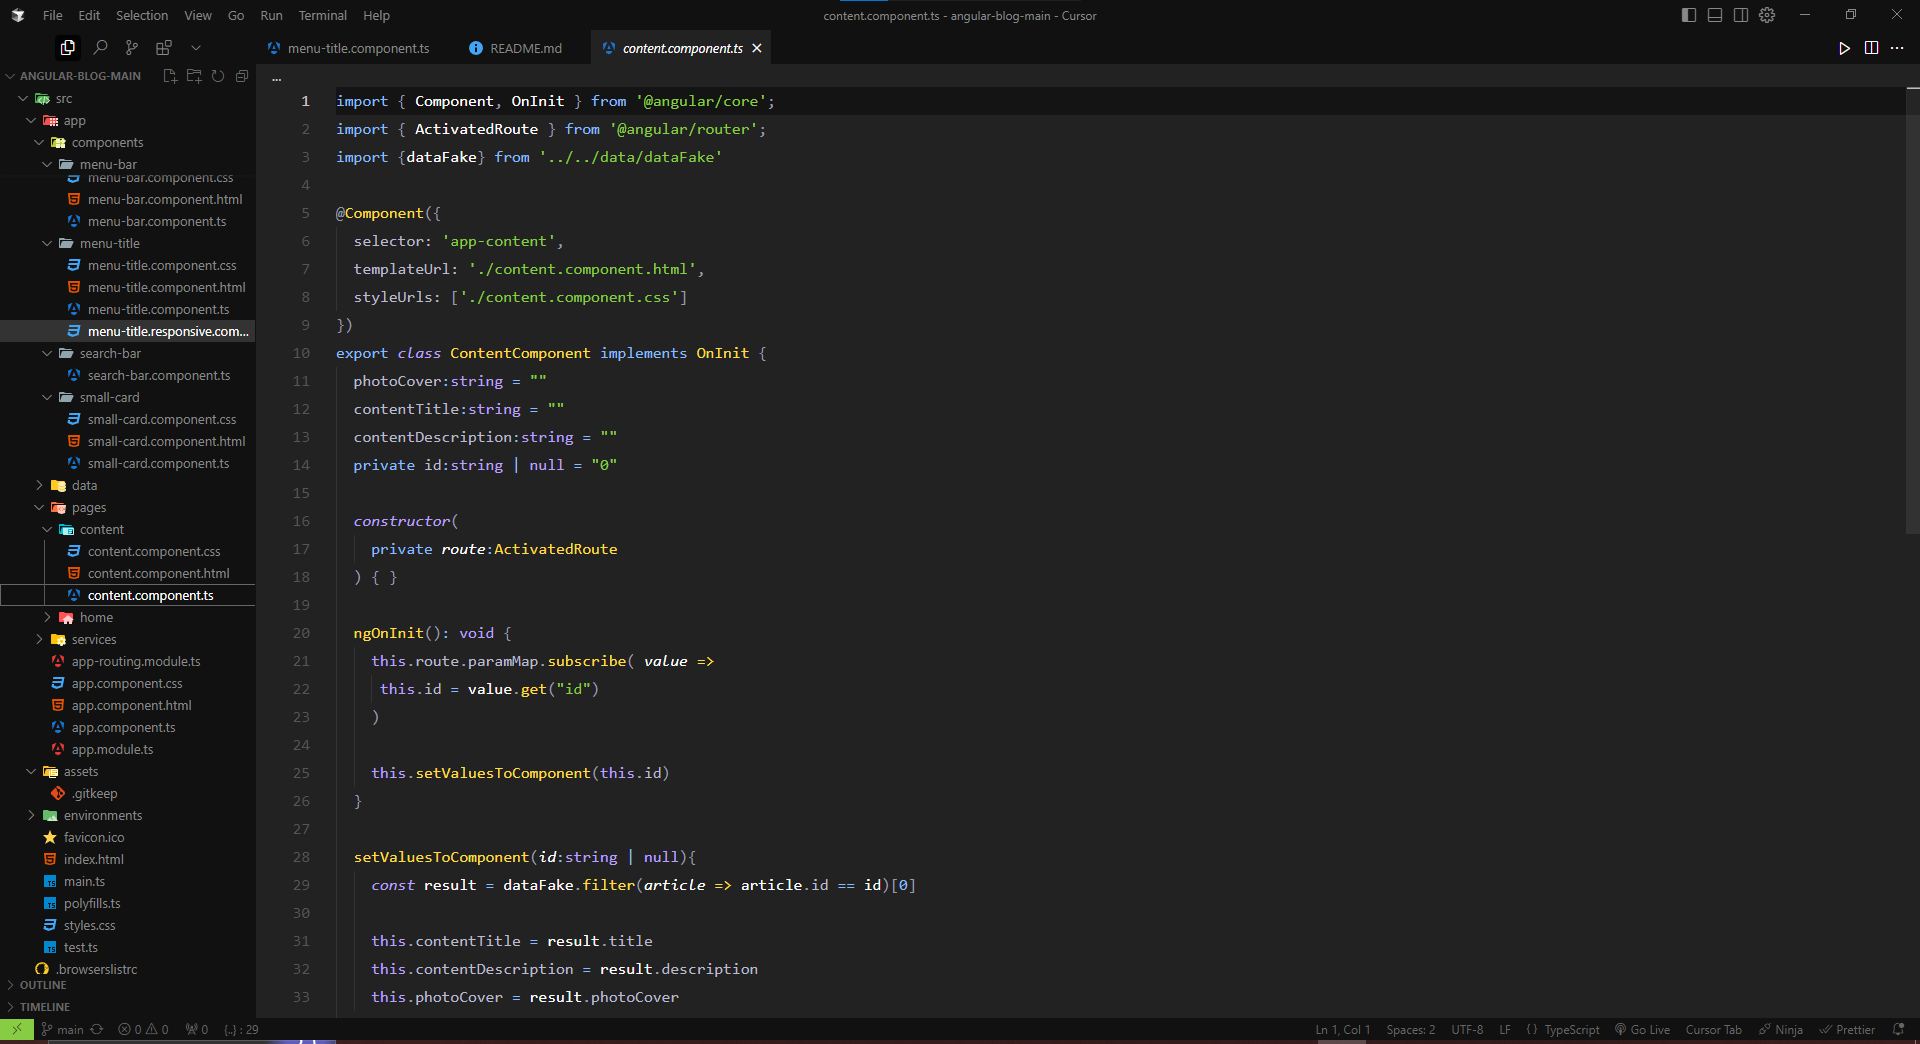 File Edit Selection View Go Run Terminal Help
content.component.ts - angular-blog-main - Cursor
menu-title.component.ts
README.md
content.component.ts
ANGULAR-BLOG-MAIN
src
app
components
menu-bar
menu-bar.component.css
menu-bar.component.html
menu-bar.component.ts
menu-title
menu-title.component.css
menu-title.component.html
menu-title.component.ts
menu-title.responsive.com...
search-bar
search-bar.component.ts
small-card
small-card.component.css
small-card.component.html
small-card.component.ts
data
pages
content
content.component.css
content.component.html
content.component.ts
home
services
app-routing.module.ts
app.component.css
app.component.html
app.component.ts
app.module.ts
assets
.gitkeep
environments
favicon.ico
index.html
main.ts
polyfills.ts
styles.css
test.ts
.browserslistrc
OUTLINE
TIMELINE
...
1 import { Component, OnInit } from '@angular/core';
2 import { ActivatedRoute } from '@angular/router';
3 import {dataFake} from '../../data/dataFake'
4
5 @Component({
6 selector: 'app-content',
7 templateUrl: './content.component.html',
8 styleUrls: ['./content.component.css']
9 })
10 export class ContentComponent implements OnInit {
11 photoCover:string = ""
12 contentTitle:string = ""
13 contentDescription:string = ""
14 private id:string | null = "0"
15
16 constructor(
17 private route:ActivatedRoute
18 ) { }
19
20 ngOnInit(): void {
21 this.route.paramMap.subscribe( value =>
22 this.id = value.get("id")
23 )
24
25 this.setValuesToComponent(this.id)
26 }
27
28 setValuesToComponent(id:string | null){
29 const result = dataFake.filter(article => article.id == id)[0]
30
31 this.contentTitle = result.title
32 this.contentDescription = result.description
33 this.photoCover = result.photoCover
main 0 0 0 {..} : 29
Ln 1, Col 1 Spaces: 2 UTF-8 LF {} TypeScript Go Live Cursor Tab Ninja Prettier